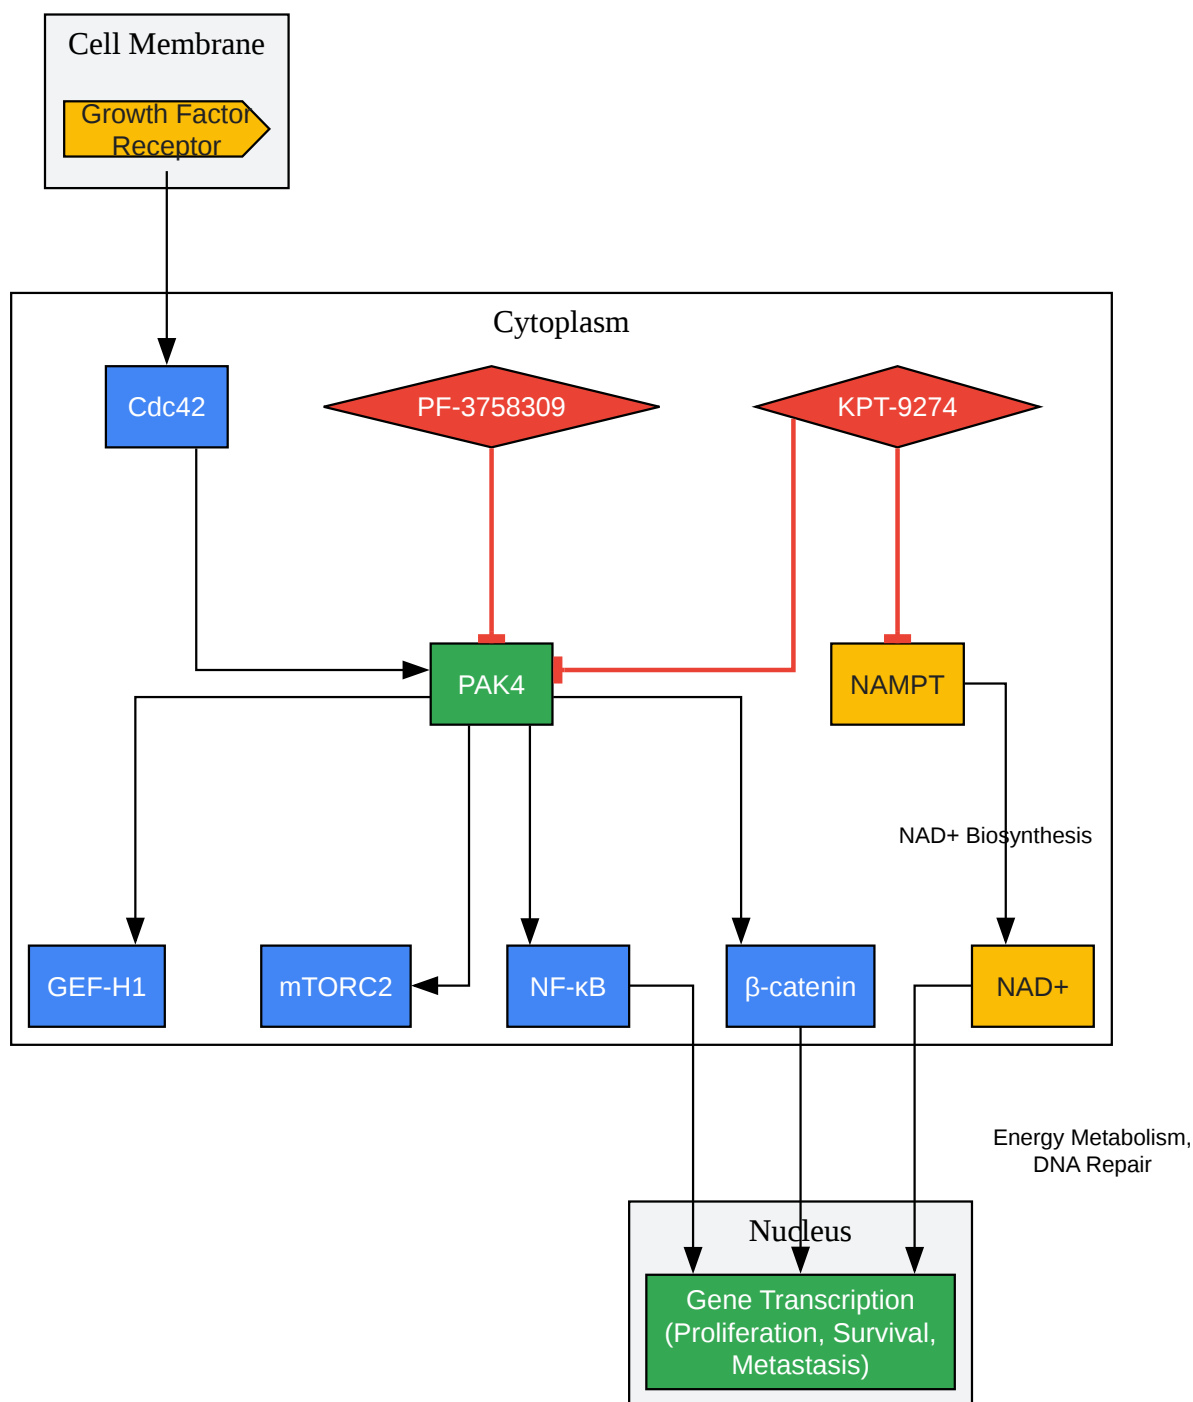 Cell Membrane
Growth Factor
Receptor
Cytoplasm
Cdc42
PF-3758309
KPT-9274
PAK4
NAMPT
NAD+ Biosynthesis
GEF-H1
mTORC2
NF-κB
β-catenin
NAD+
Energy Metabolism,
DNA Repair
Nucleus
Gene Transcription
(Proliferation, Survival,
Metastasis)